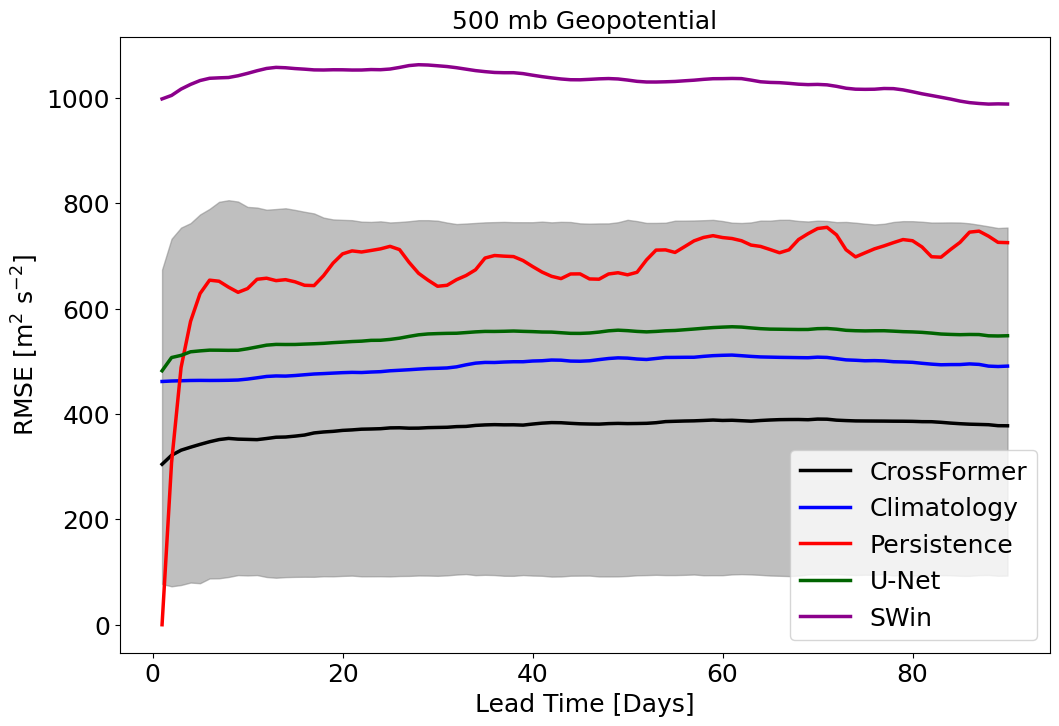 500 mb Geopotential
RMSE [m² s⁻²]
1000
800
600
400
200
0
0 20 40 60 80
Lead Time [Days]
CrossFormer
Climatology
Persistence
U-Net
SWin